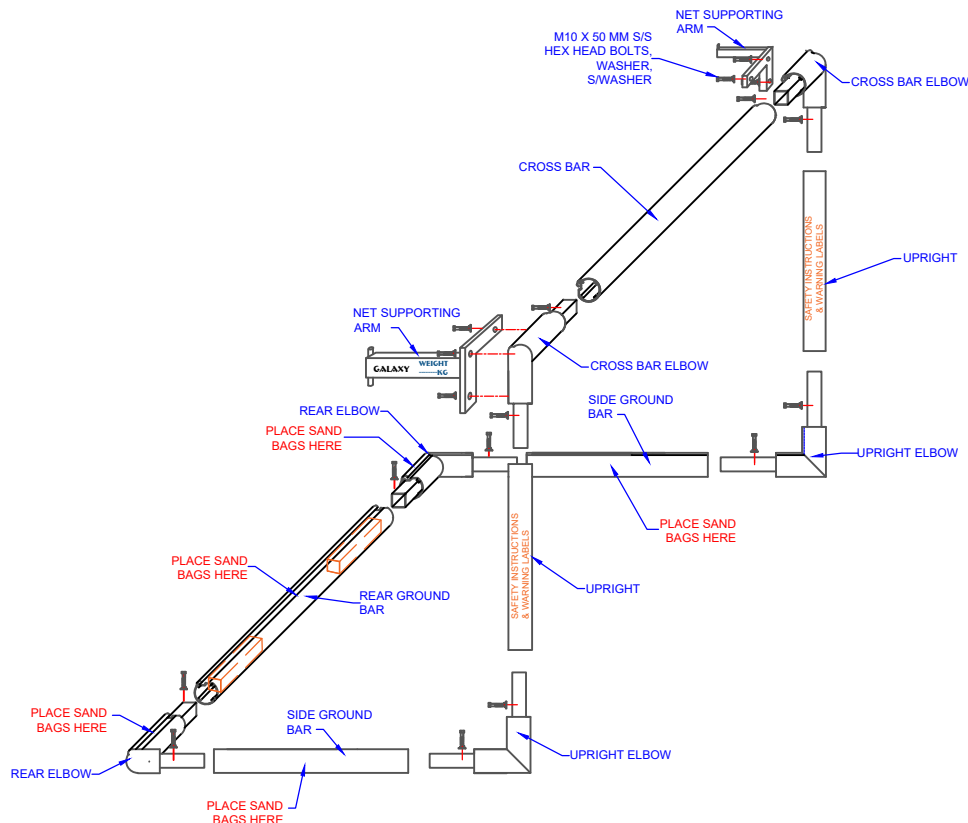 NET SUPPORTING
ARM
M10 X 50 MM S/S
HEX HEAD BOLTS,
WASHER,
S/WASHER
CROSS BAR ELBOW
CROSS BAR
SAFETY INSTRUCTIONS
& WARNING LABELS
UPRIGHT
NET SUPPORTING
ARM
GALAXY
WEIGHT
KG
CROSS BAR ELBOW
SIDE GROUND
BAR
REAR ELBOW
PLACE SAND
BAGS HERE
UPRIGHT ELBOW
PLACE SAND
BAGS HERE
SAFETY INSTRUCTIONS
& WARNING LABELS
PLACE SAND
BAGS HERE
REAR GROUND
BAR
UPRIGHT
PLACE SAND
BAGS HERE
SIDE GROUND
BAR
UPRIGHT ELBOW
REAR ELBOW
PLACE SAND
BAGS HERE